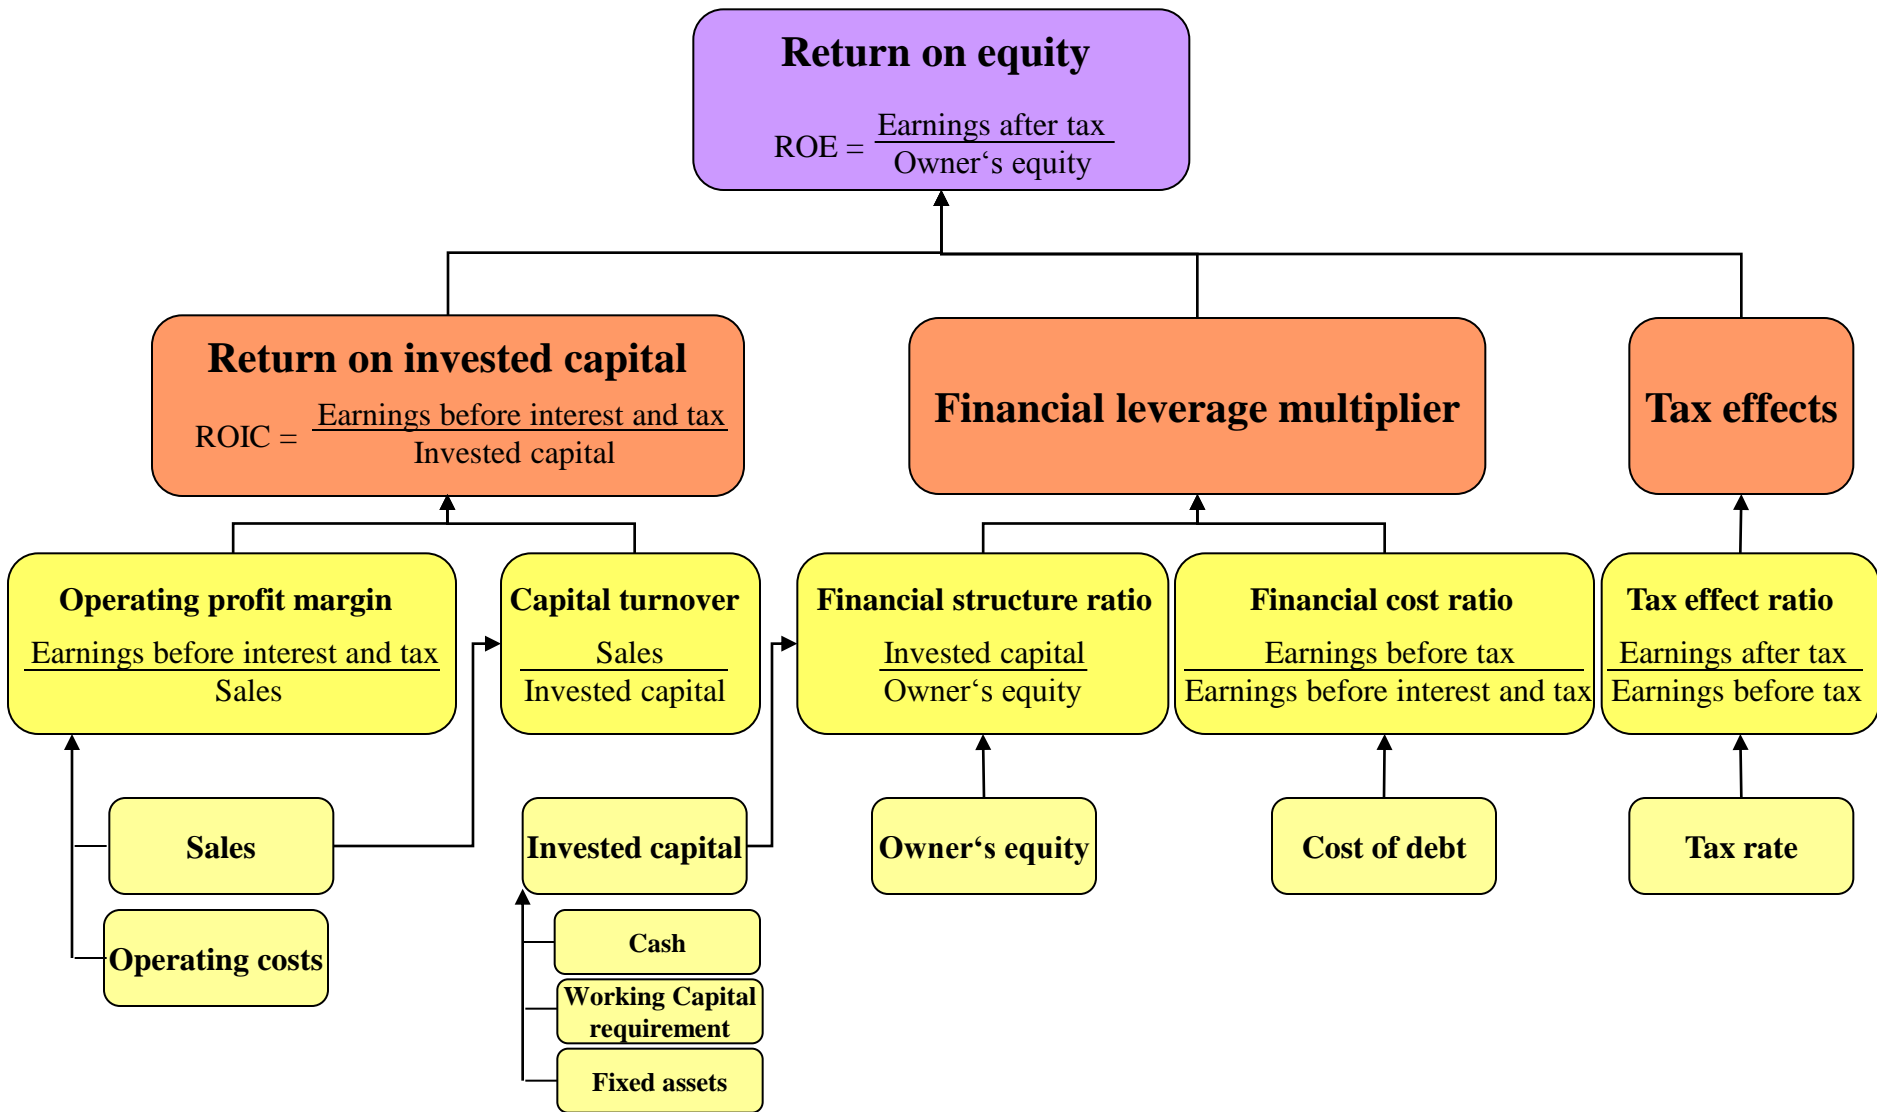 Return on equity
ROE =
Earnings after tax
Owner‘s equity
Return on invested capital
ROIC =
Earnings before interest and tax
Invested capital
Financial leverage multiplier
Tax effects
Operating profit margin
Earnings before interest and tax
Sales
Capital turnover
Sales
Invested capital
Financial structure ratio
Invested capital
Owner‘s equity
Financial cost ratio
Earnings before tax
Earnings before interest and tax
Tax effect ratio
Earnings after tax
Earnings before tax
Sales
Invested capital
Owner‘s equity
Cost of debt
Tax rate
Operating costs
Cash
Working Capital
requirement
Fixed assets